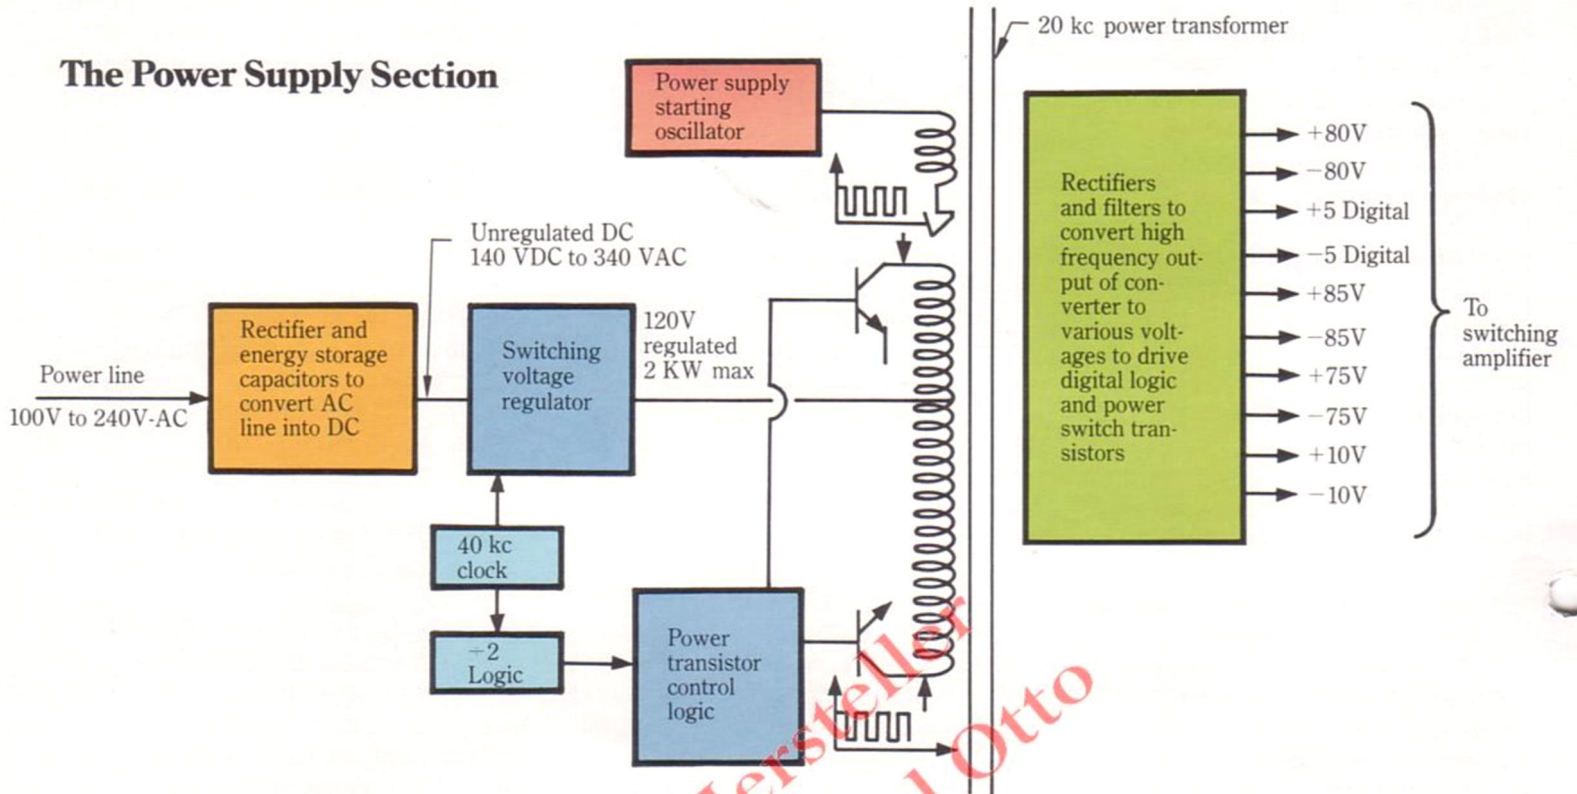 The Power Supply Section
20 kc power transformer
Power supply
starting
oscillator
Unregulated DC
140 VDC to 340 VAC
Power line
100V to 240V-AC
Rectifier and
energy storage
capacitors to
convert AC
line into DC
Switching
voltage
regulator
120V
regulated
2 KW max
40 kc
clock
÷2
Logic
Power
transistor
control
logic
Rectifiers
and filters to
convert high
frequency out-
put of con-
verter to
various volt-
ages to drive
digital logic
and power
switch tran-
sistors
+80V
−80V
+5 Digital
−5 Digital
+85V
−85V
+75V
−75V
+10V
−10V
To
switching
amplifier
Hersteller
Otto